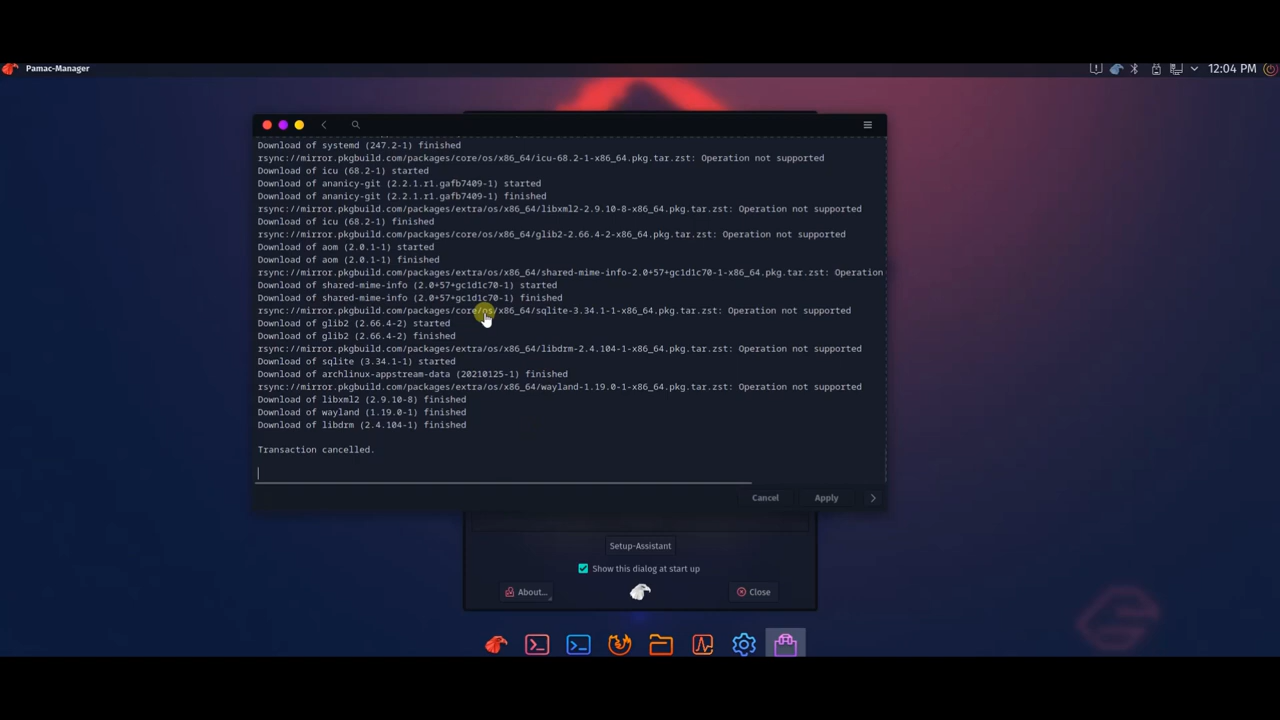 Pamac-Manager
12:04 PM
Download of systemd (247.2-1) finished
rsync://mirror.pkgbuild.com/packages/core/os/x86_64/icu-68.2-1-x86_64.pkg.tar.zst: Operation not supported
Download of icu (68.2-1) started
Download of ananicy-git (2.2.1.r1.gafb7409-1) started
Download of ananicy-git (2.2.1.r1.gafb7409-1) finished
rsync://mirror.pkgbuild.com/packages/extra/os/x86_64/libxml2-2.9.10-8-x86_64.pkg.tar.zst: Operation not supported
Download of icu (68.2-1) finished
rsync://mirror.pkgbuild.com/packages/core/os/x86_64/glib2-2.66.4-2-x86_64.pkg.tar.zst: Operation not supported
Download of aom (2.0.1-1) started
Download of aom (2.0.1-1) finished
rsync://mirror.pkgbuild.com/packages/extra/os/x86_64/shared-mime-info-2.0+57+gc1d1c70-1-x86_64.pkg.tar.zst: Operation
Download of shared-mime-info (2.0+57+gc1d1c70-1) started
Download of shared-mime-info (2.0+57+gc1d1c70-1) finished
rsync://mirror.pkgbuild.com/packages/core/os/x86_64/sqlite-3.34.1-1-x86_64.pkg.tar.zst: Operation not supported
Download of glib2 (2.66.4-2) started
Download of glib2 (2.66.4-2) finished
rsync://mirror.pkgbuild.com/packages/extra/os/x86_64/libdrm-2.4.104-1-x86_64.pkg.tar.zst: Operation not supported
Download of sqlite (3.34.1-1) started
Download of archlinux-appstream-data (20210125-1) finished
rsync://mirror.pkgbuild.com/packages/extra/os/x86_64/wayland-1.19.0-1-x86_64.pkg.tar.zst: Operation not supported
Download of libxml2 (2.9.10-8) finished
Download of wayland (1.19.0-1) finished
Download of libdrm (2.4.104-1) finished
Transaction cancelled.
Cancel
Apply
Setup-Assistant
Show this dialog at start up
About...
Close